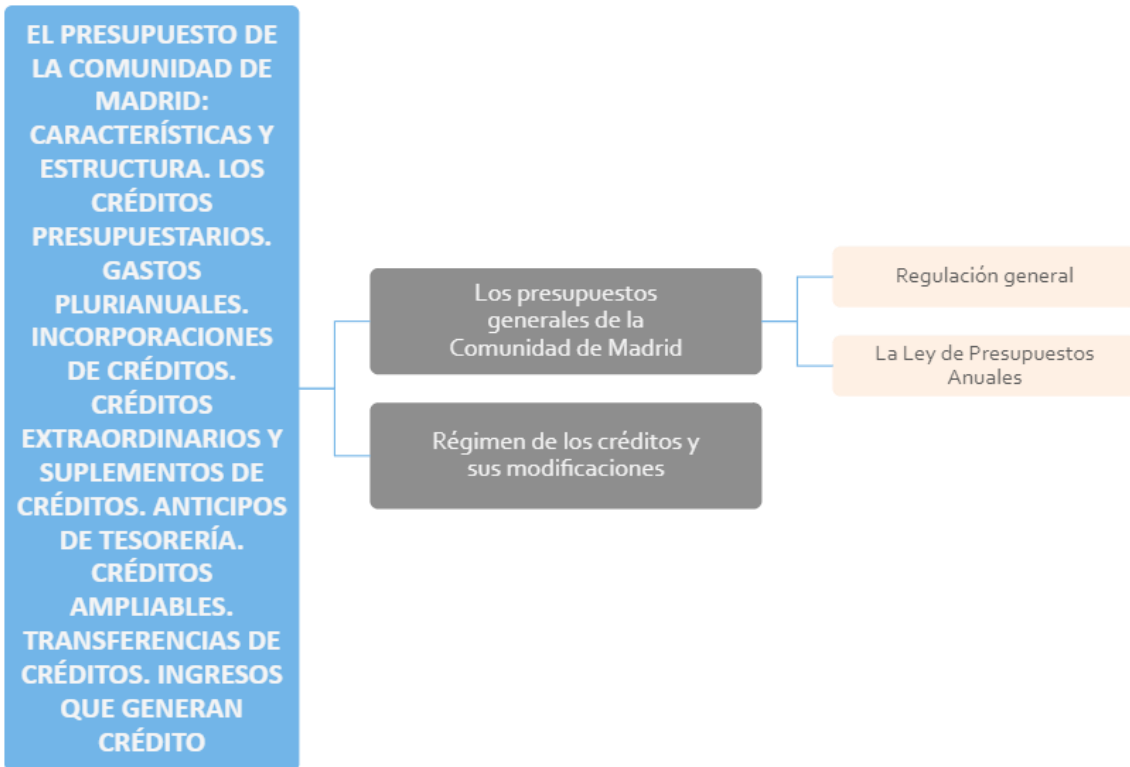 EL PRESUPUESTO DE
LA COMUNIDAD DE
MADRID:
CARACTERÍSTICAS Y
ESTRUCTURA. LOS
CRÉDITOS
PRESUPUESTARIOS.
GASTOS
PLURIANUALES.
INCORPORACIONES
DE CRÉDITOS.
CRÉDITOS
EXTRAORDINARIOS Y
SUPLEMENTOS DE
CRÉDITOS. ANTICIPOS
DE TESORERÍA.
CRÉDITOS
AMPLIABLES.
TRANSFERENCIAS DE
CRÉDITOS. INGRESOS
QUE GENERAN
CRÉDITO
Los presupuestos
generales de la
Comunidad de Madrid
Regulación general
La Ley de Presupuestos
Anuales
Régimen de los créditos y
sus modificaciones